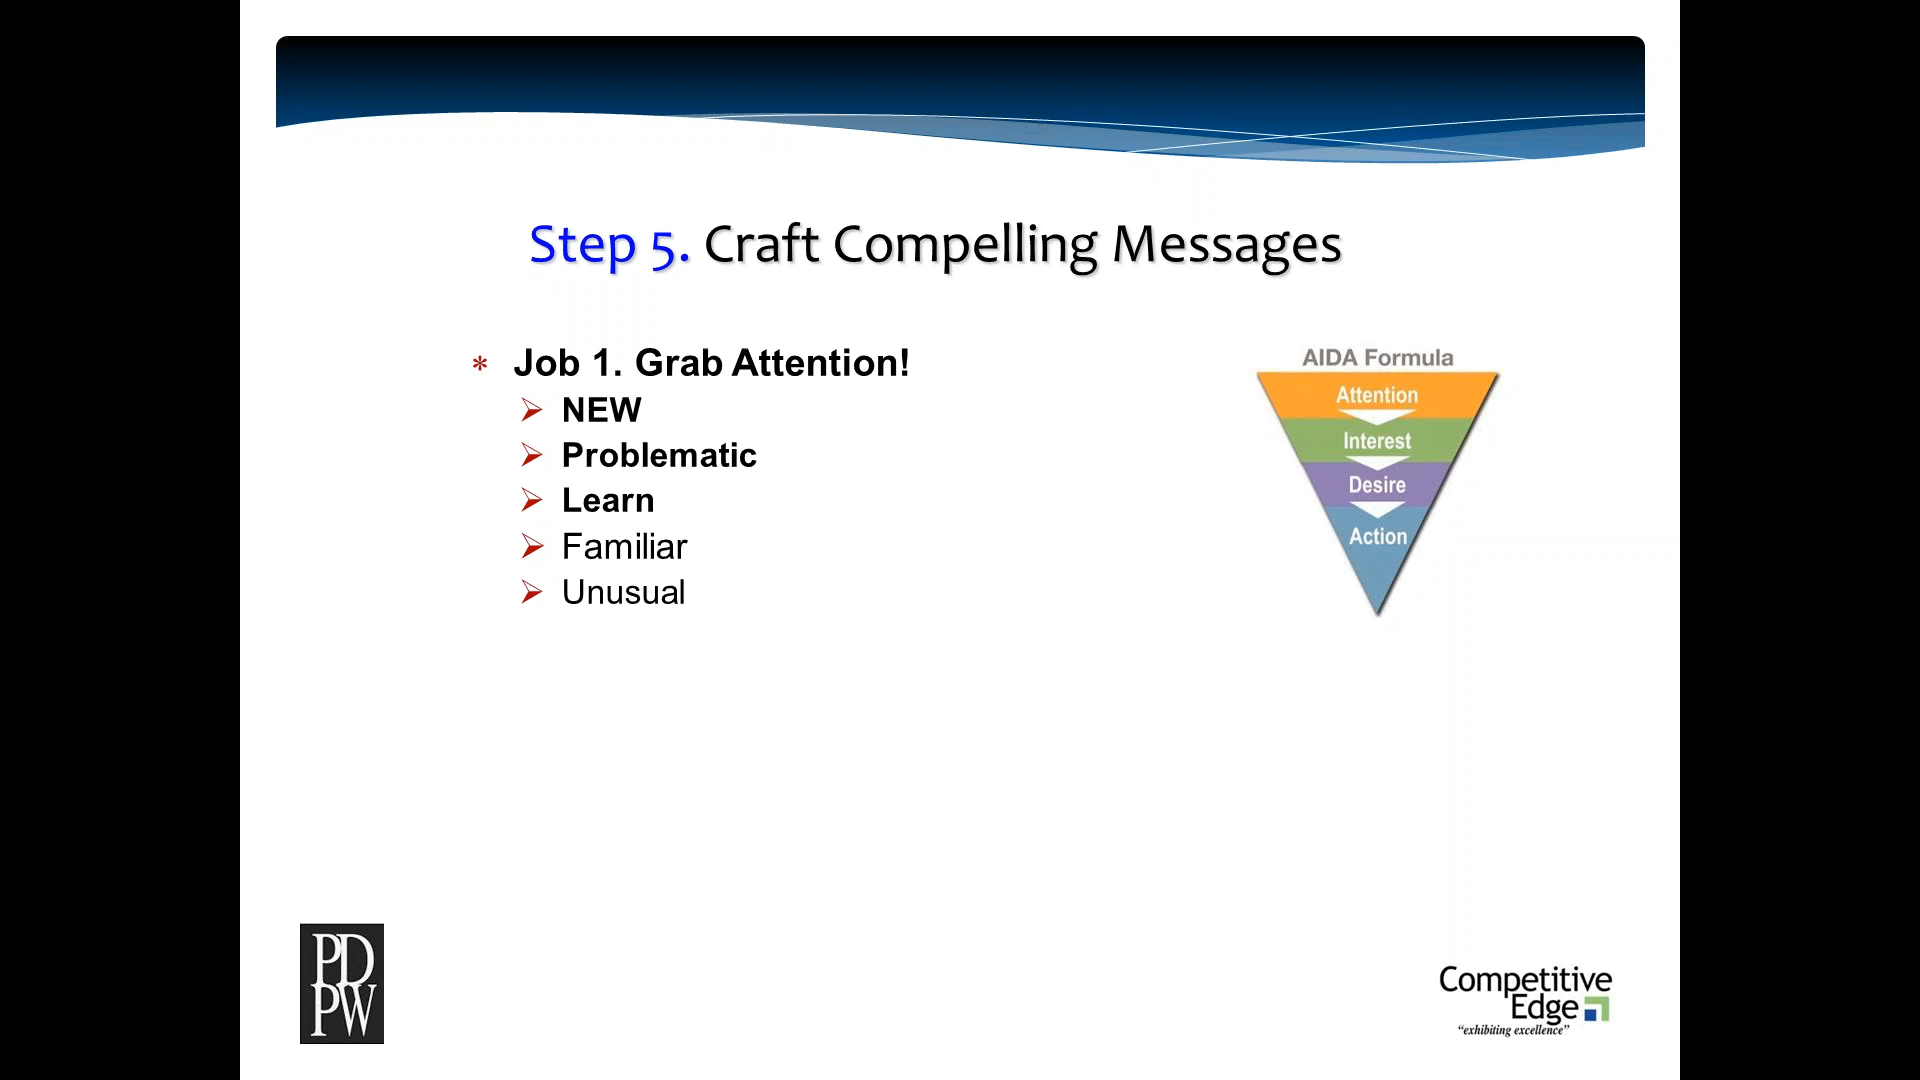 Step 5. Craft Compelling Messages
* Job 1. Grab Attention!
NEW
Problematic
Learn
Familiar
Unusual
AIDA Formula
Attention
Interest
Desire
Action
PD
PW
Competitive
Edge
"exhibiting excellence"